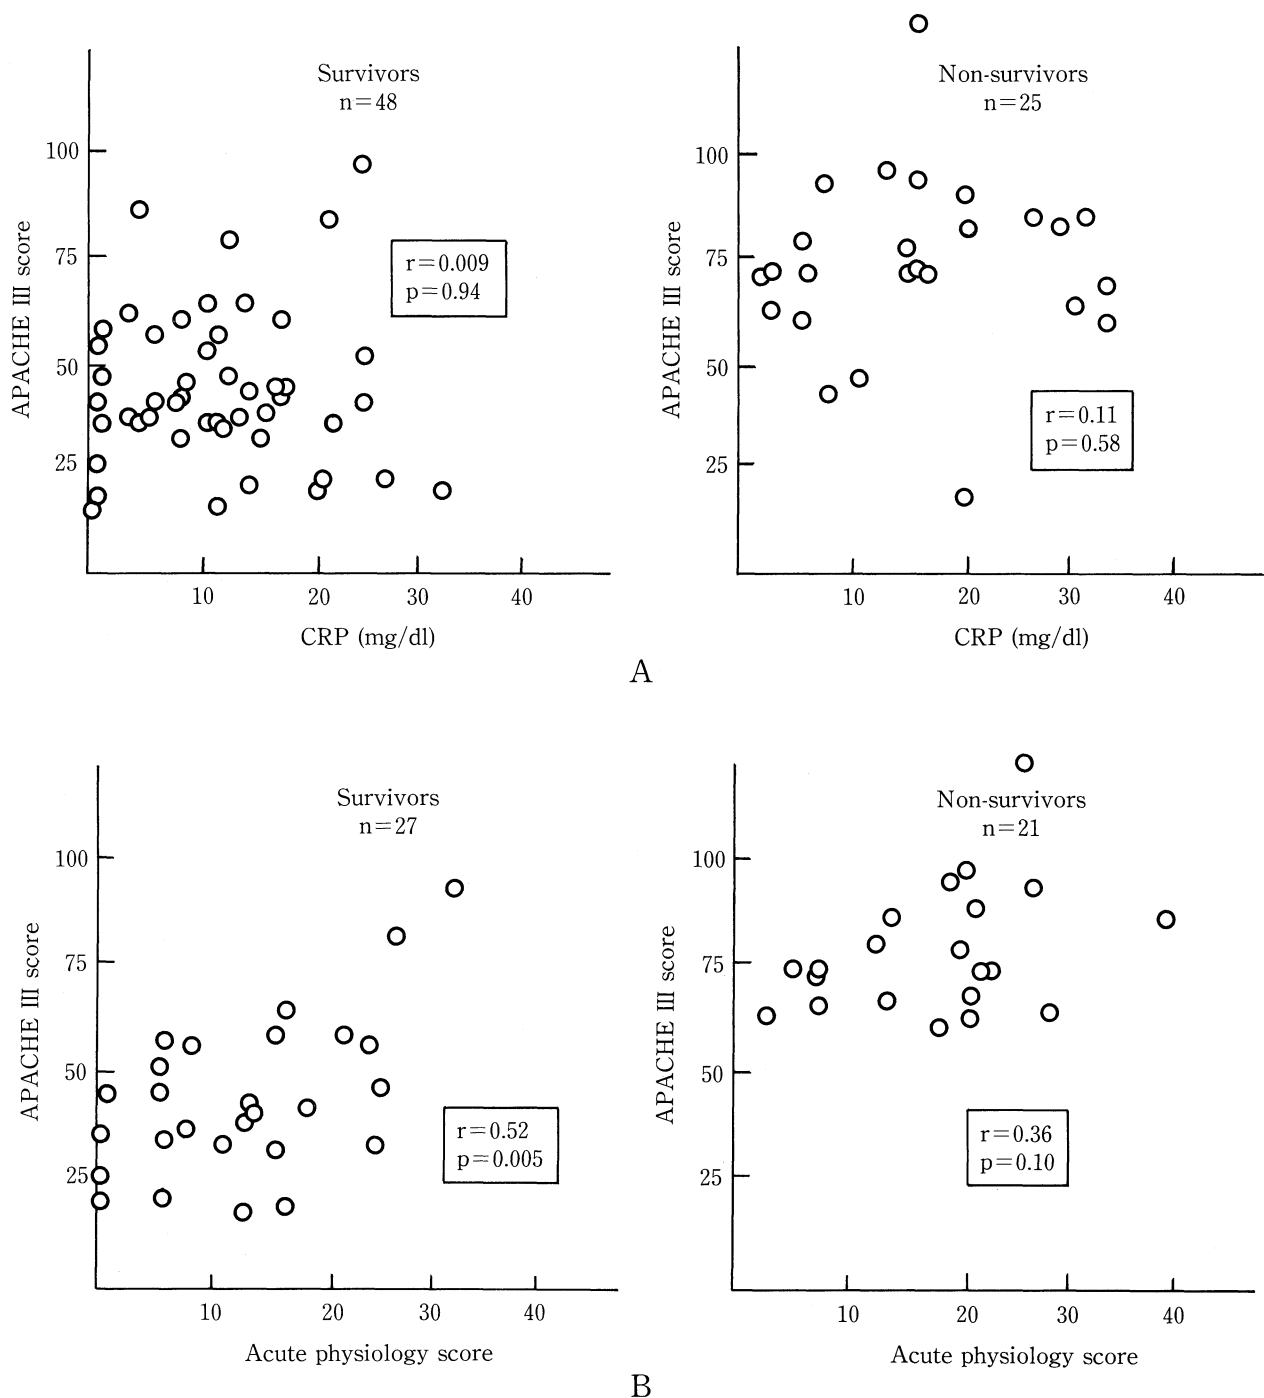 Survivors
n=48
100
75
50
25
APACHE III score
r=0.009
p=0.94
10 20 30 40
CRP (mg/dl)
Non-survivors
n=25
100
75
50
25
APACHE III score
r=0.11
p=0.58
10 20 30 40
CRP (mg/dl)
A
Survivors
n=27
100
75
50
25
APACHE III score
r=0.52
p=0.005
10 20 30 40
Acute physiology score
Non-survivors
n=21
100
75
50
25
APACHE III score
r=0.36
p=0.10
10 20 30 40
Acute physiology score
B